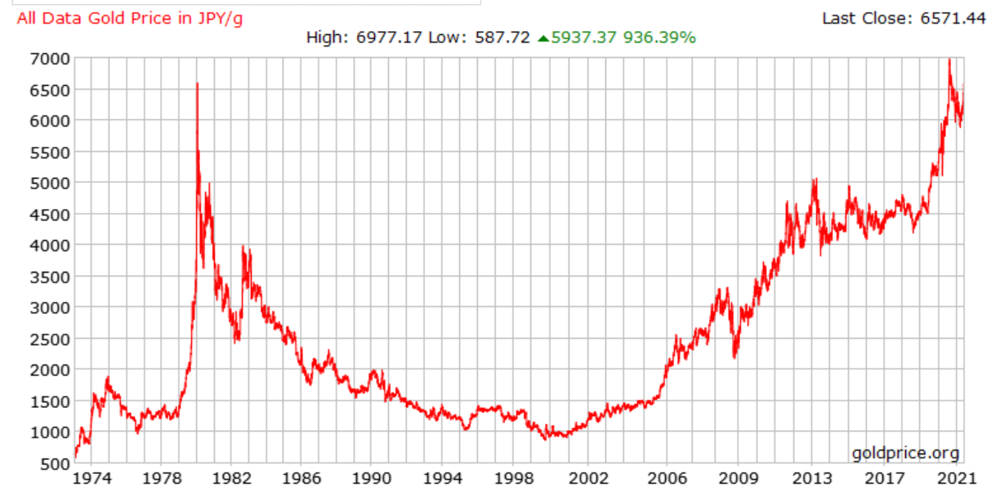 All Data Gold Price in JPY/g
Last Close: 6571.44
High: 6977.17 Low: 587.72 ▲5937.37 936.39%
7000
6500
6000
5500
5000
4500
4000
3500
3000
2500
2000
1500
1000
500
goldprice.org
1974 1978 1982 1986 1990 1994 1998 2002 2006 2009 2013 2017 2021